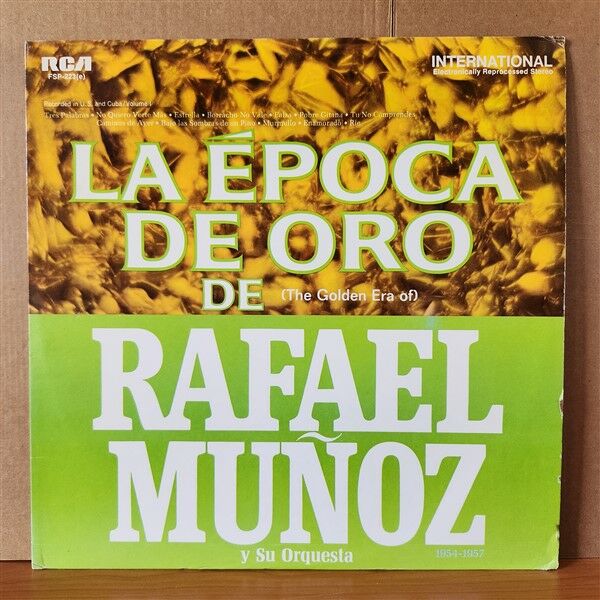 RCA
FSP-223(e)
INTERNATIONAL
Electronically Reprocessed Stereo
Recorded in U.S. and Cuba/Volume I
Tres Palabras • No Quiero Verte Mas • Estrella • Borracho No Vale • Falsa • Pobre Gitana • Tu No Comprendes
Caminos de Ayer • Bajo las Sombras de un Pino • Murmullo • Enamorado • Rie
LA ÉPOCA
DE ORO
DE (The Golden Era of)
RAFAEL
MUÑOZ
y Su Orquesta
1954-1957